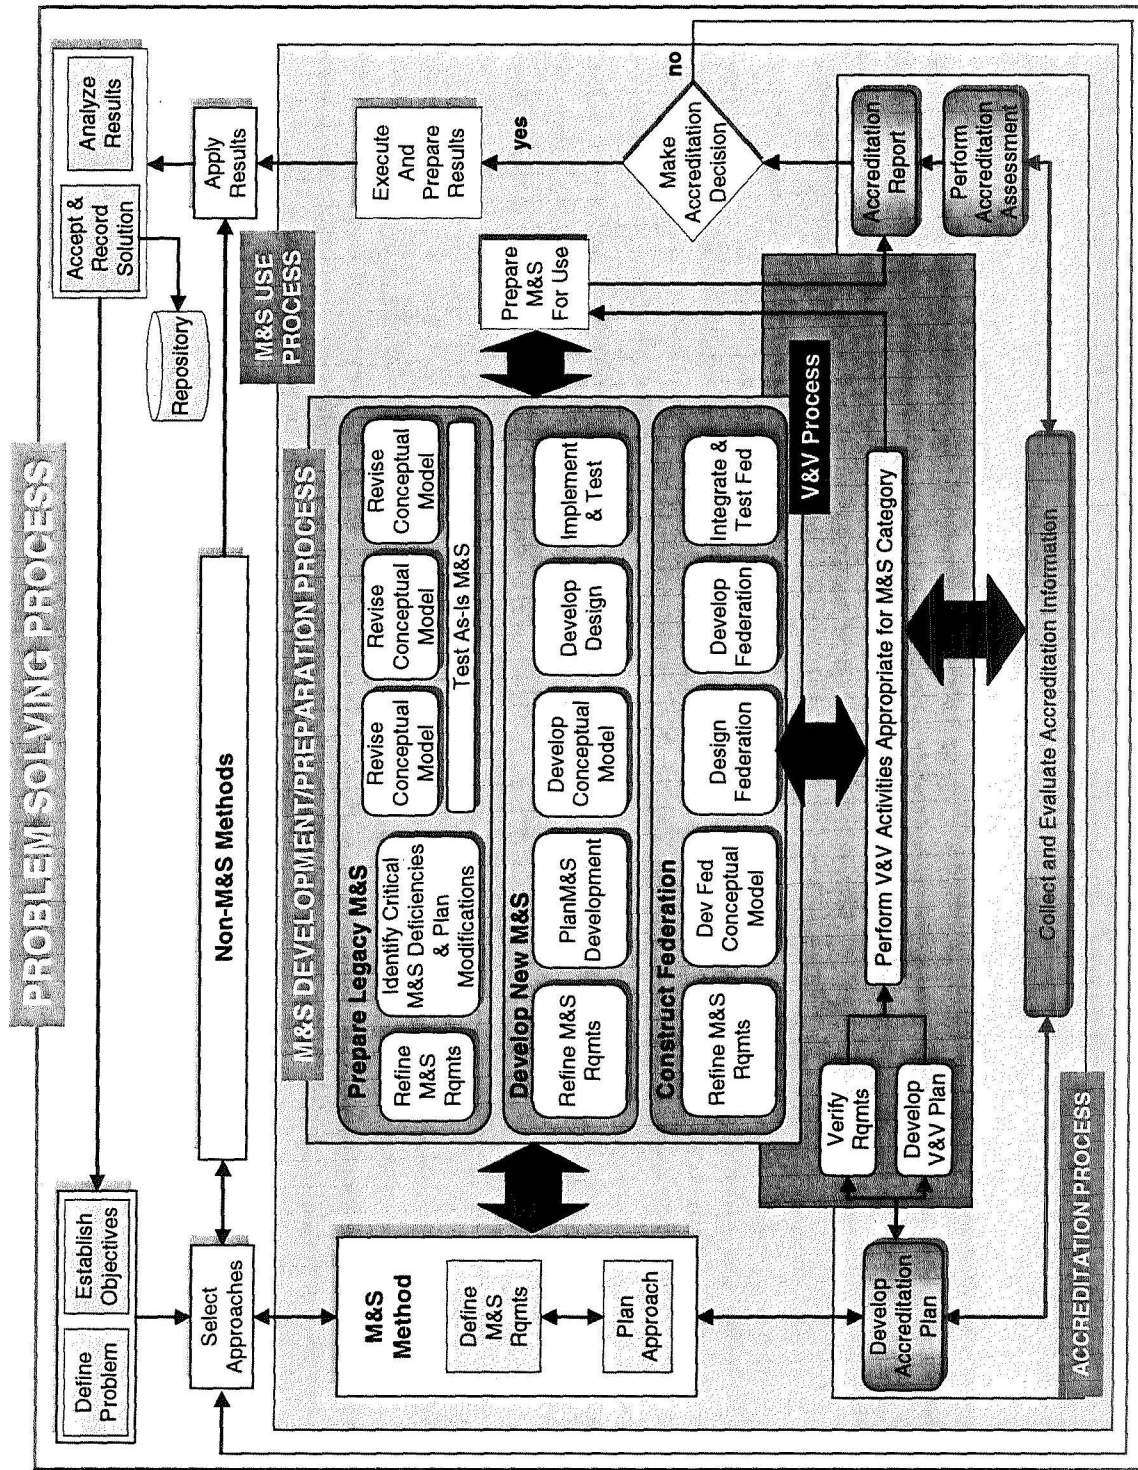 PROBLEM SOLVING PROCESS
Define
Problem
Establish
Objectives
Accept &
Record
Solution
Analyze
Results
Repository
Select
Approaches
Non-M&S Methods
Apply
Results
M&S USE
PROCESS
M&S DEVELOPMENT/PREPARATION PROCESS
M&S
Method
Define
M&S
Rqmts
Plan
Approach
Prepare Legacy M&S
Refine
M&S
Rqmts
Identify Critical
M&S Deficiencies
& Plan
Modifications
Revise
Conceptual
Model
Revise
Conceptual
Model
Revise
Conceptual
Model
Test As-Is M&S
Develop New M&S
Refine M&S
Rqmts
PlanM&S
Development
Develop
Conceptual
Model
Develop
Design
Implement
& Test
Construct Federation
Refine M&S
Rqmts
Dev Fed
Conceptual
Model
Design
Federation
Develop
Federation
Integrate &
Test Fed
Prepare
M&S
For Use
Execute
And
Prepare
Results
yes
no
Make
Accreditation
Decision
V&V Process
Verify
Rqmts
Develop
V&V Plan
Perform V&V Activities Appropriate for M&S Category
Develop
Accreditation
Plan
Accreditation
Report
Perform
Accreditation
Assessment
Collect and Evaluate Accreditation Information
ACCREDITATION PROCESS